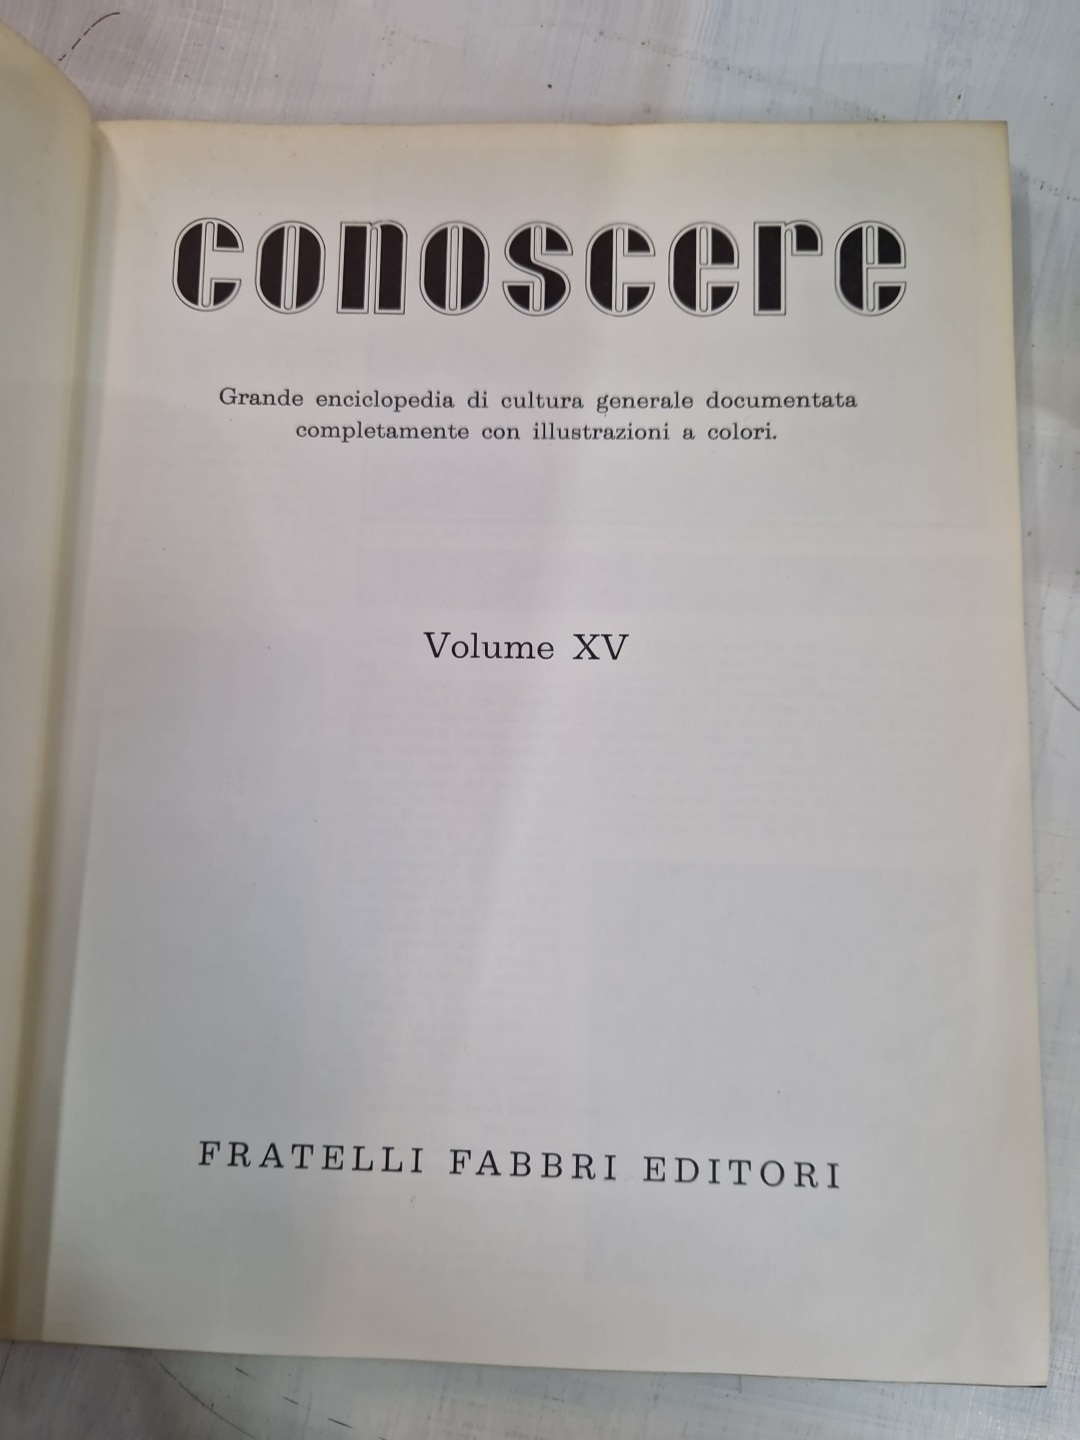 conoscere
Grande enciclopedia di cultura generale documentata
completamente con illustrazioni a colori.
Volume XV
FRATELLI FABBRI EDITORI